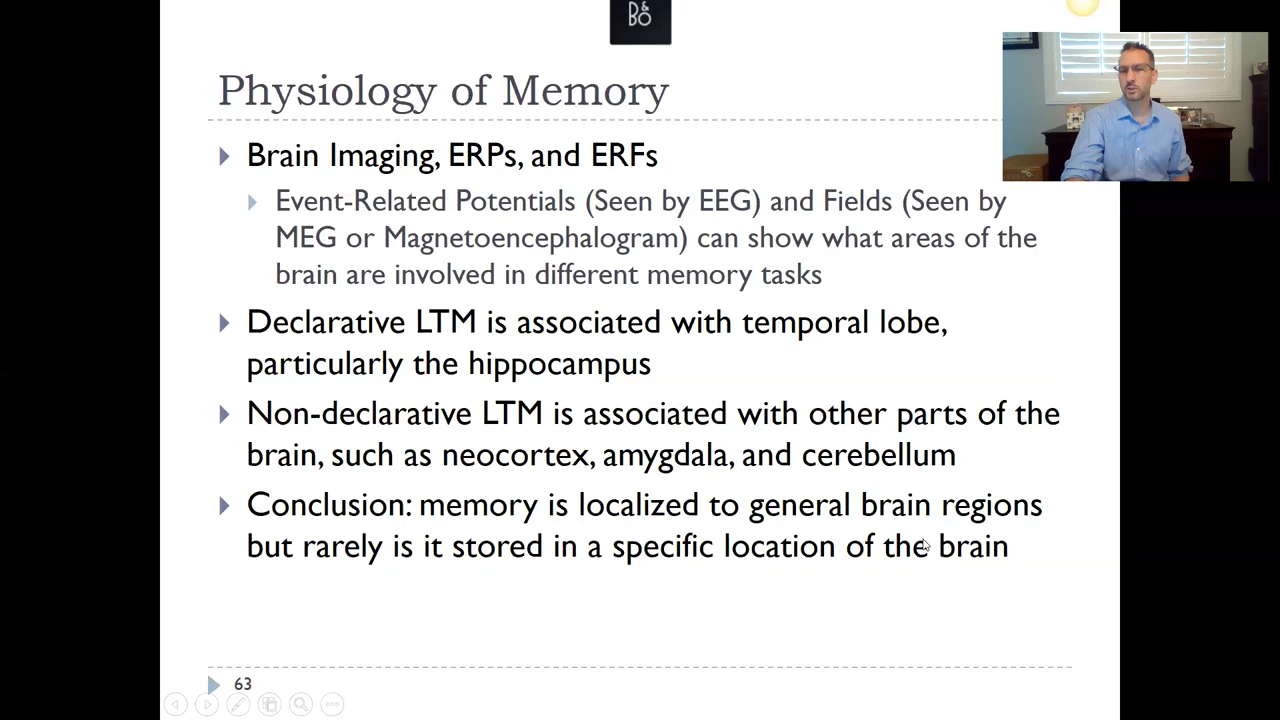 B&O
Physiology of Memory
Brain Imaging, ERPs, and ERFs
Event-Related Potentials (Seen by EEG) and Fields (Seen by
MEG or Magnetoencephalogram) can show what areas of the
brain are involved in different memory tasks
Declarative LTM is associated with temporal lobe,
particularly the hippocampus
Non-declarative LTM is associated with other parts of the
brain, such as neocortex, amygdala, and cerebellum
Conclusion: memory is localized to general brain regions
but rarely is it stored in a specific location of the brain
63